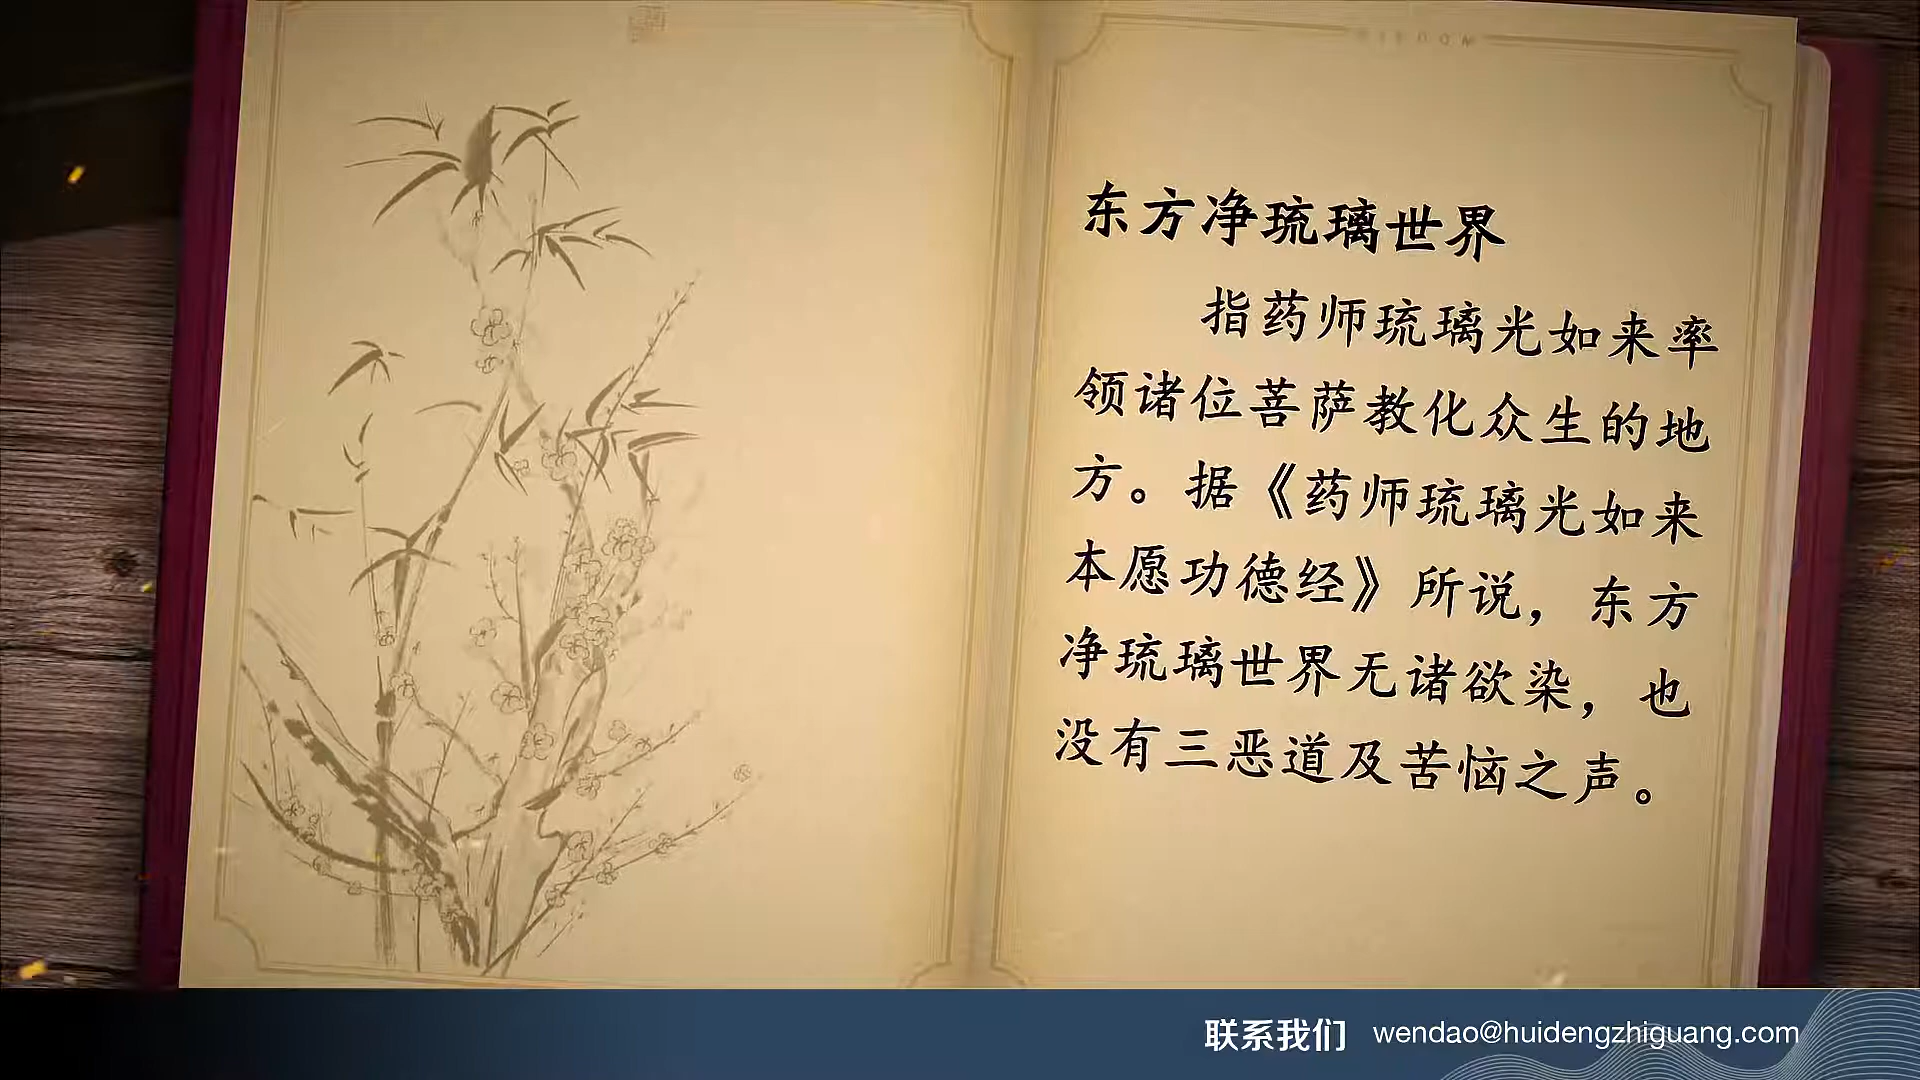 东方净琉璃世界
指药师琉璃光如来率
领诸位菩萨教化众生的地
方。据《药师琉璃光如来
本愿功德经》所说，东方
净琉璃世界无诸欲染，也
没有三恶道及苦恼之声。
联系我们 wendao@huidengzhiguang.com